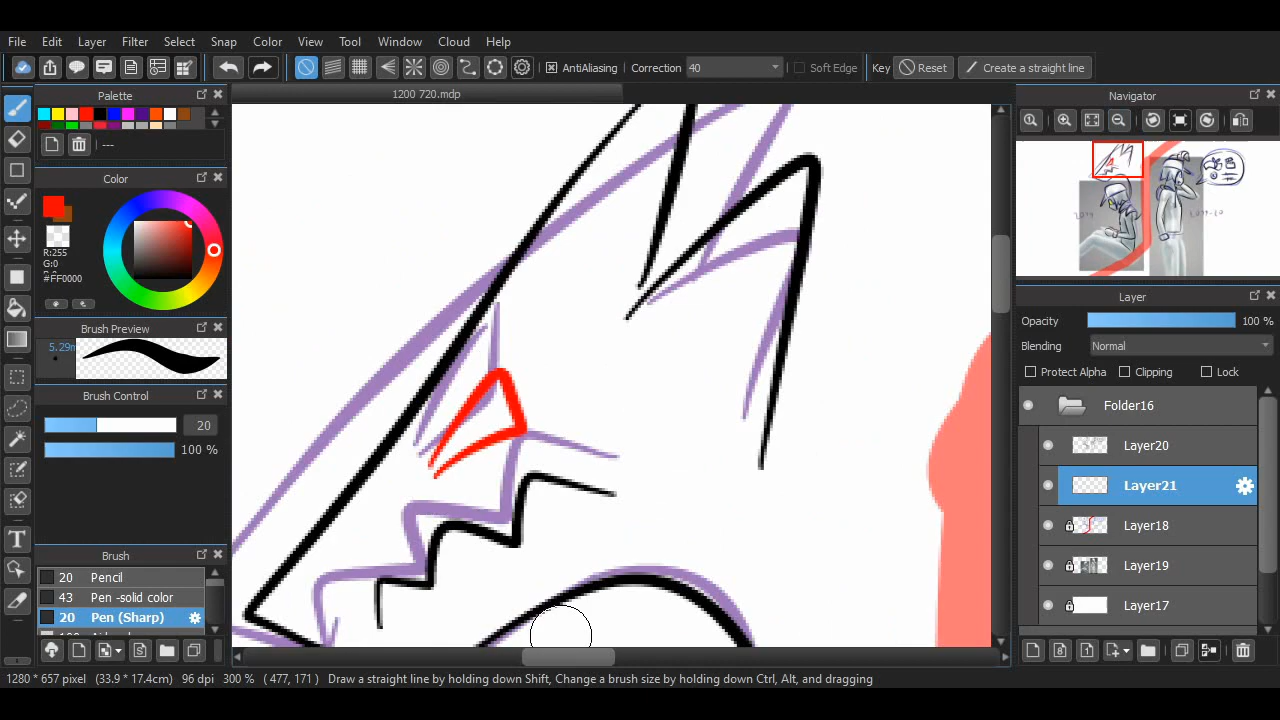 File Edit Layer Filter Select Snap Color View Tool Window Cloud Help
AntiAliasing Correction 40 Soft Edge Key Reset Create a straight line
Palette
1200 720.mdp
Navigator
---
Color
R:255
G:0
#FF0000
Brush Preview
Brush Control
20
100 %
Brush
20 Pencil
43 Pen -solid color
20 Pen (Sharp)
Layer
Opacity 100 %
Blending Normal
Protect Alpha Clipping Lock
Folder16
Layer20
Layer21
Layer18
Layer19
Layer17
T
1280 * 657 pixel (33.9 * 17.4cm) 96 dpi 300 % ( 477, 171 ) Draw a straight line by holding down Shift, Change a brush size by holding down Ctrl, Alt, and dragging